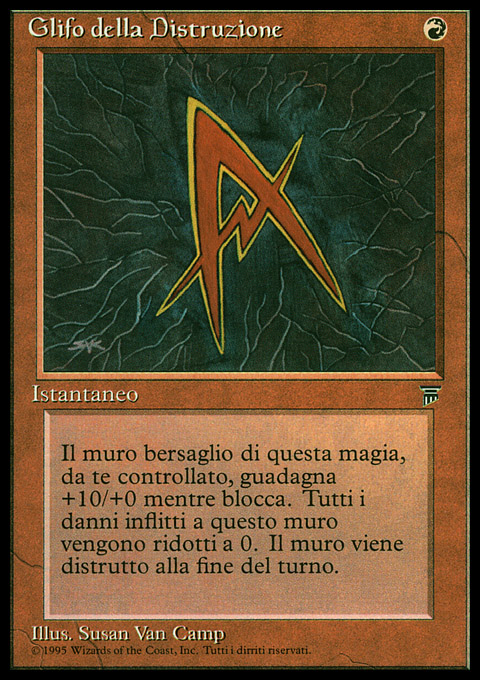 Glifo della Distruzione
SVK
Istantaneo
Il muro bersaglio di questa magia,
da te controllato, guadagna
+10/+0 mentre blocca. Tutti i
danni inflitti a questo muro
vengono ridotti a 0. Il muro viene
distrutto alla fine del turno.
Illus. Susan Van Camp
©1995 Wizards of the Coast, Inc. Tutti i dirriti riservati.